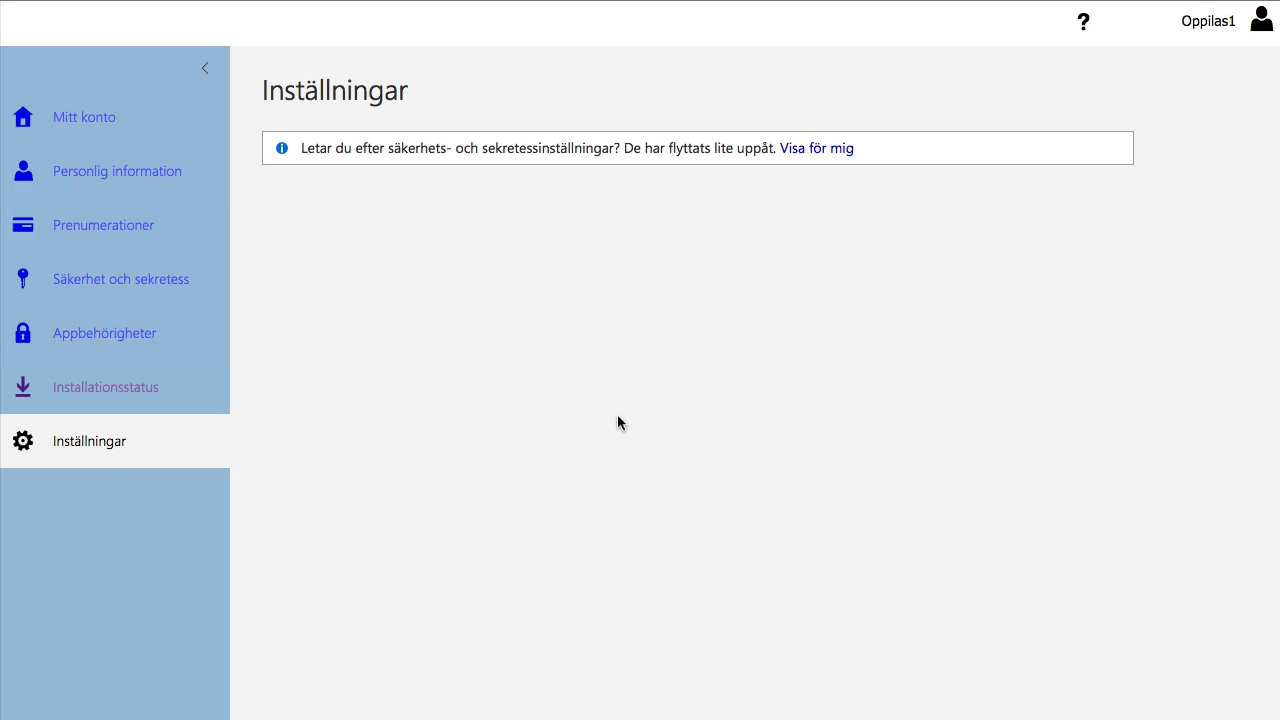 ?
Oppilas1
Mitt konto
Personlig information
Prenumerationer
Säkerhet och sekretess
Appbehörigheter
Installationsstatus
Inställningar
Inställningar
Letar du efter säkerhets- och sekretessinställningar? De har flyttats lite uppåt. Visa för mig